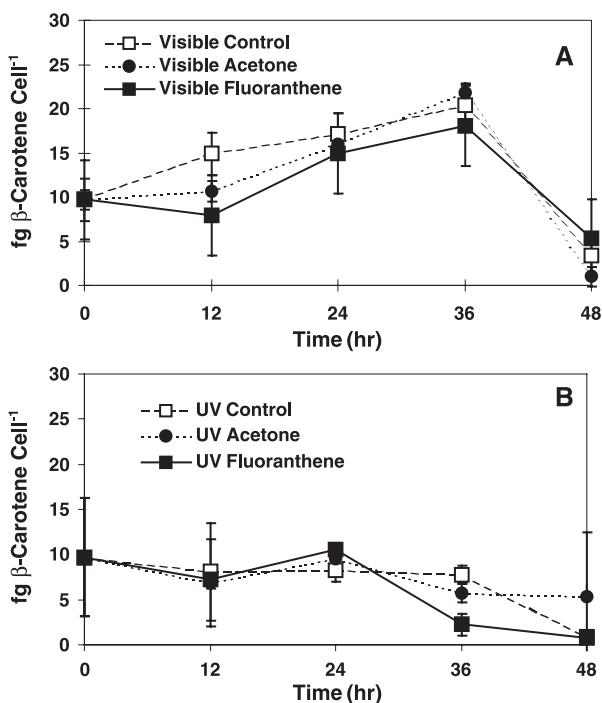 30
25
20
15
10
5
0
fg β-Carotene Cell⁻¹
Visible Control
Visible Acetone
Visible Fluoranthene
A
0 12 24 36 48
Time (hr)
30
25
20
15
10
5
0
fg β-Carotene Cell⁻¹
UV Control
UV Acetone
UV Fluoranthene
B
0 12 24 36 48
Time (hr)